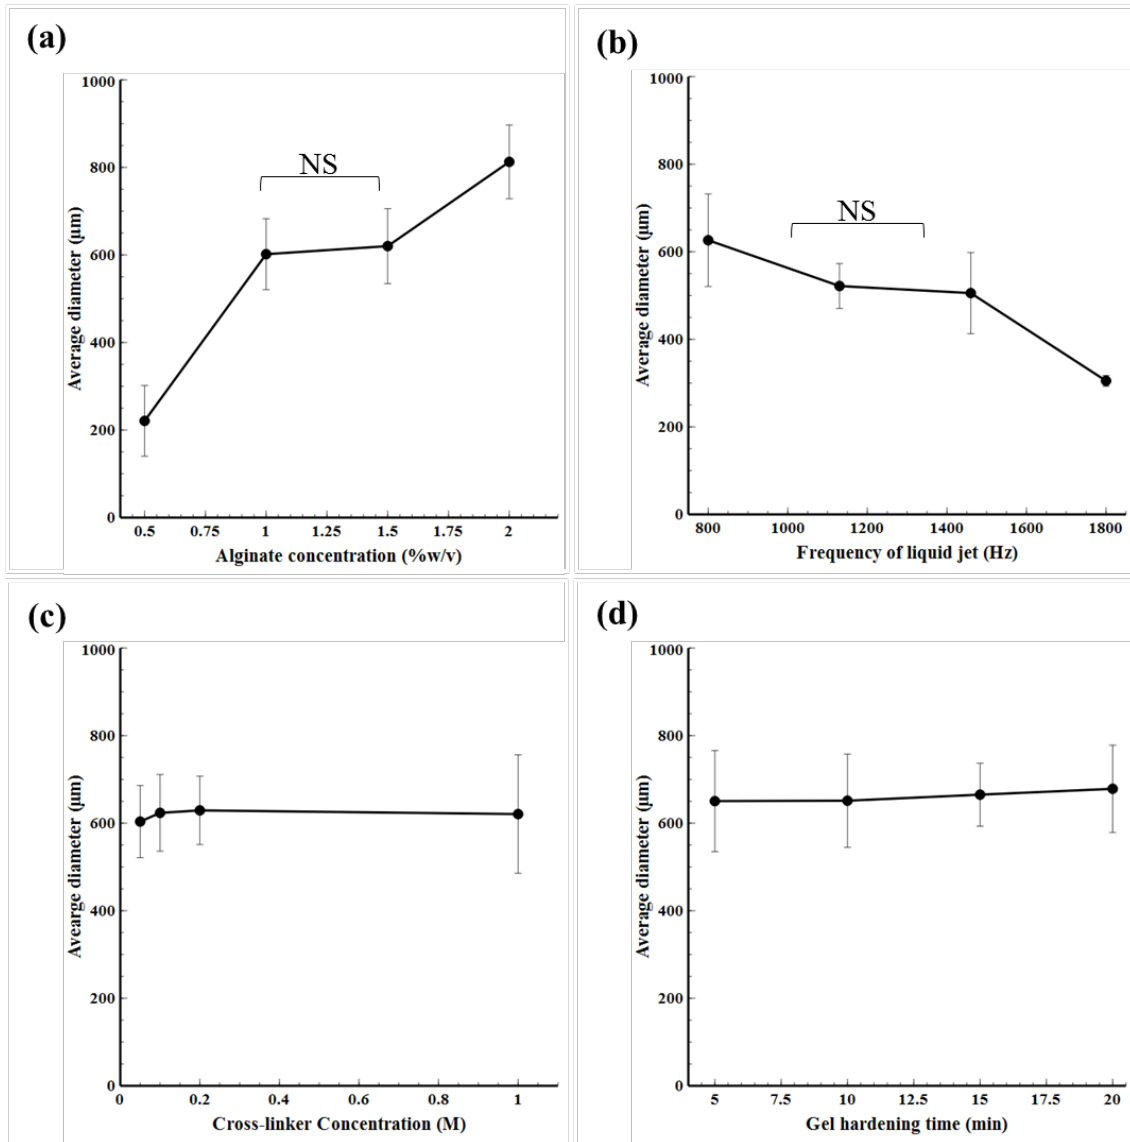 (a)
1000
800
600
400
200
0
Average diameter (µm)
NS
0.5 0.75 1 1.25 1.5 1.75 2
Alginate concentration (%w/v)
(b)
1000
800
600
400
200
0
Average diameter (µm)
NS
800 1000 1200 1400 1600 1800
Frequency of liquid jet (Hz)
(c)
1000
800
600
400
200
0
Avearge diameter (µm)
0 0.2 0.4 0.6 0.8 1
Cross-linker Concentration (M)
(d)
1000
800
600
400
200
0
Average diameter (µm)
5 7.5 10 12.5 15 17.5 20
Gel hardening time (min)